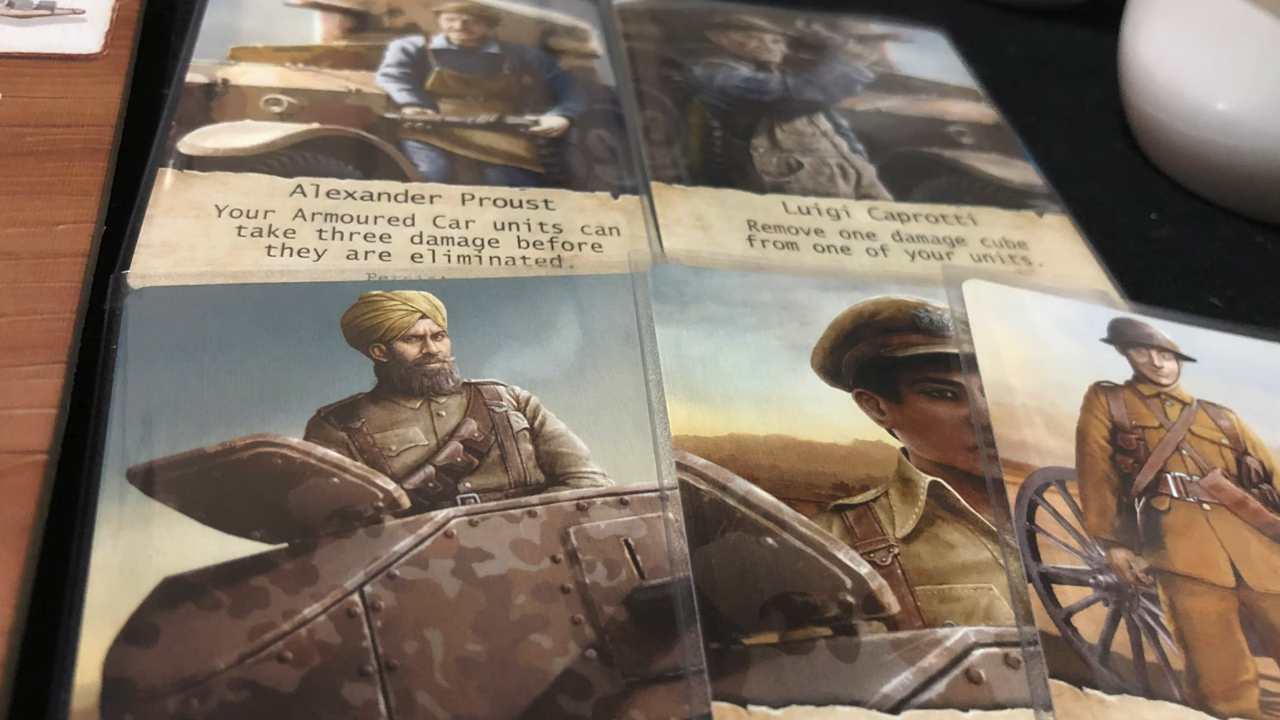 Alexander Proust
Your Armoured Car units can
take three damage before
they are eliminated.
Luigi Caprotti
Remove one damage cube
from one of your units.